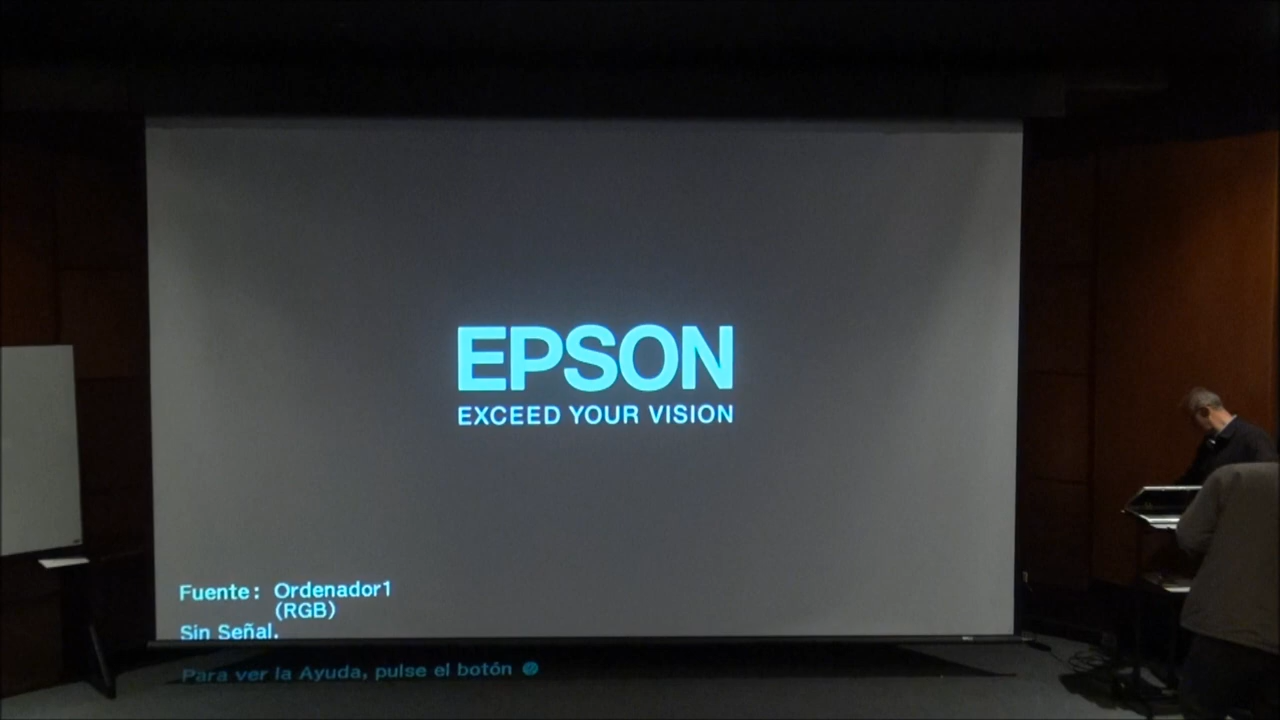 EPSON
EXCEED YOUR VISION
Fuente: Ordenador1
(RGB)
Sin Señal.
Para ver la Ayuda, pulse el botón